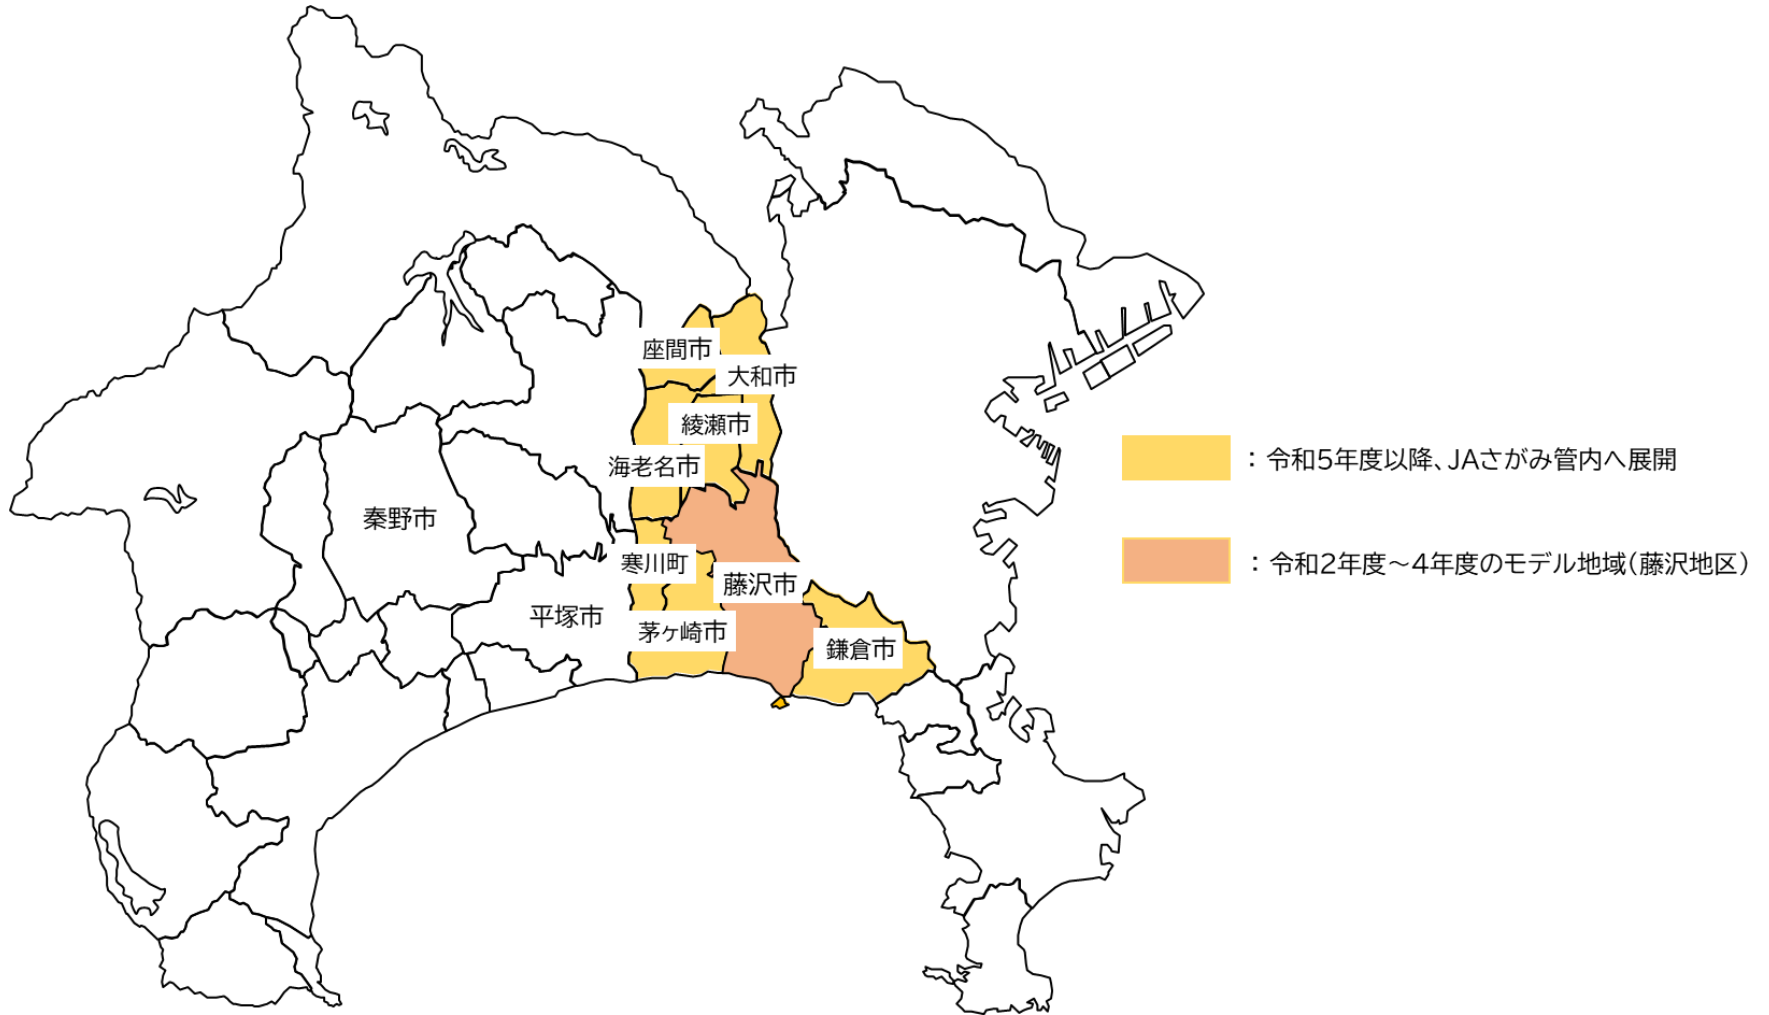 座間市
大和市
綾瀬市
海老名市
秦野市
寒川町
藤沢市
平塚市
茅ヶ崎市
鎌倉市
：令和5年度以降、JAさがみ管内へ展開
：令和2年度～4年度のモデル地域（藤沢地区）